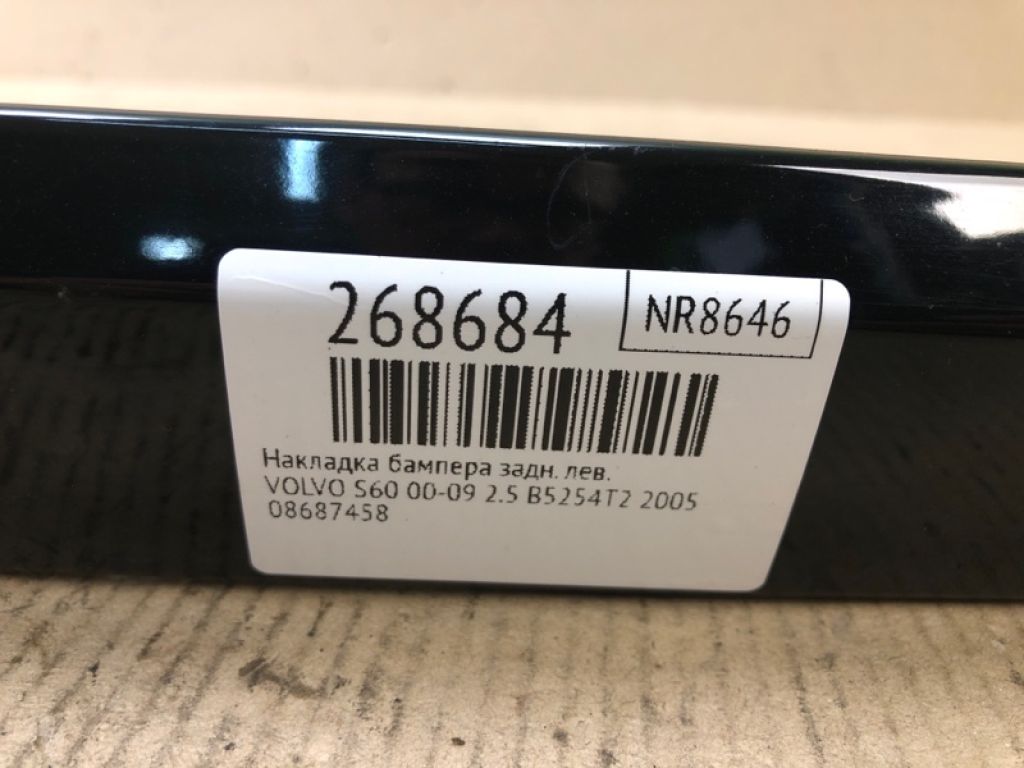 268684
NR8646
Накладка бампера задн. лев.
VOLVO S60 00-09 2.5 B5254T2 2005
08687458